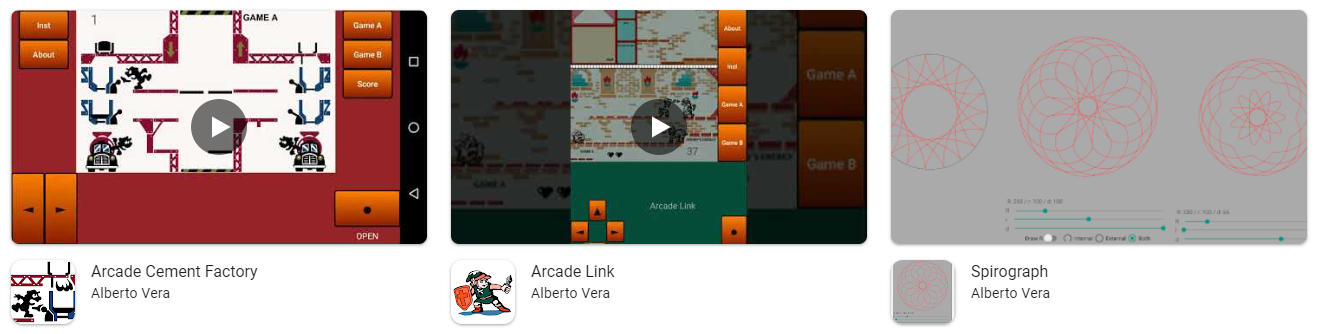 Inst
About
1
GAME A
Game A
Game B
Score
OPEN
About
Inst
Game A
Game B
Game A
Game B
GAME A
37
Arcade Link
Internal
External
Both
Arcade Cement Factory
Alberto Vera
Arcade Link
Alberto Vera
Spirograph
Alberto Vera